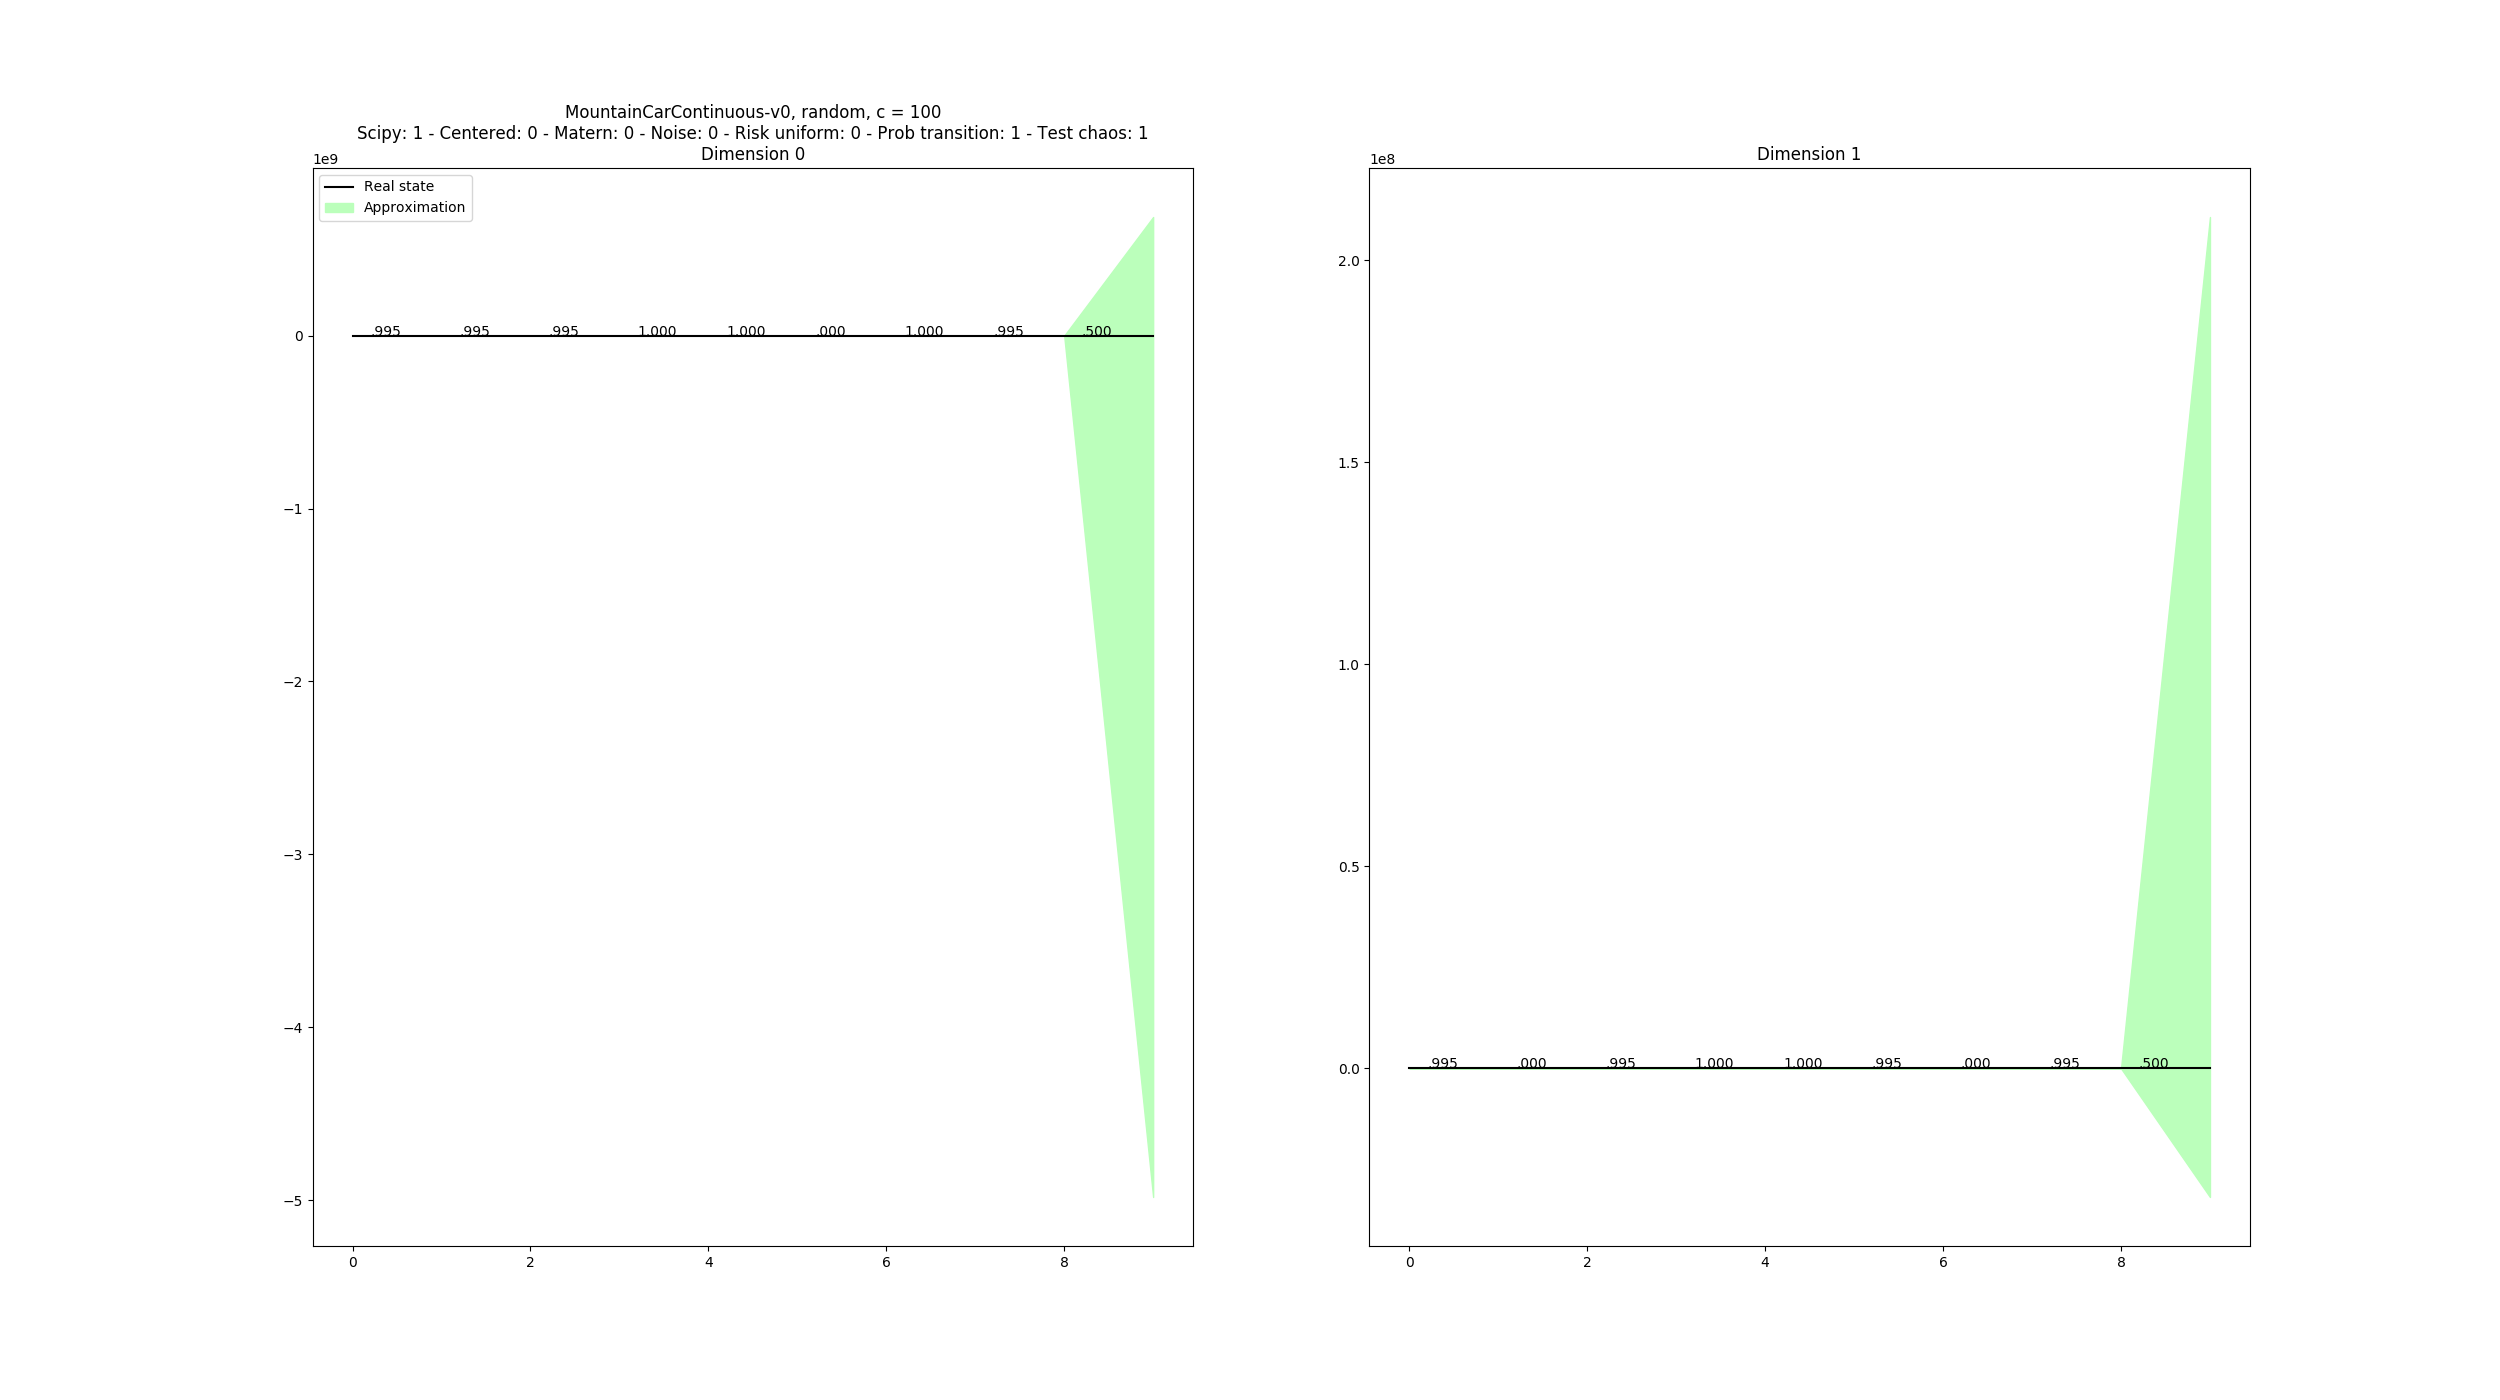 MountainCarContinuous-v0, random, c = 100
Scipy: 1 - Centered: 0 - Matern: 0 - Noise: 0 - Risk uniform: 0 - Prob transition: 1 - Test chaos: 1
Dimension 0
1e9
Real state
Approximation
0
−1
−2
−3
−4
−5
.995 .995 .995 1.000 1.000 .000 1.000 .995 .500
0 2 4 6 8
Dimension 1
1e8
2.0
1.5
1.0
0.5
0.0
.995 .000 .995 1.000 1.000 .995 .000 .995 .500
0 2 4 6 8